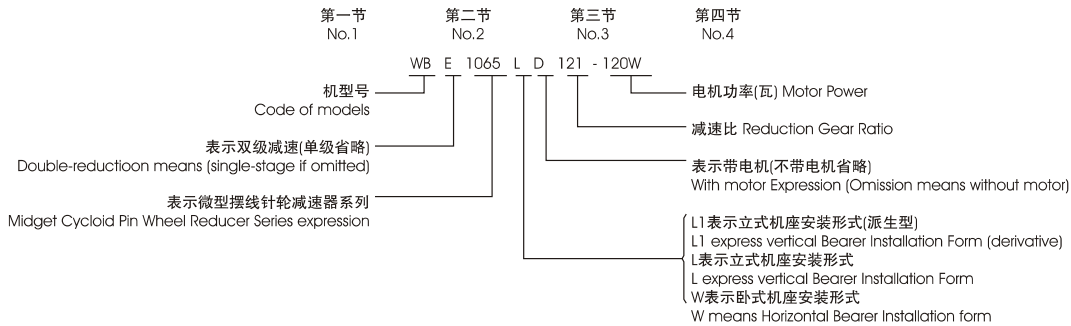 第一节 第二节 第三节 第四节
No.1 No.2 No.3 No.4
WB E 1065 L D 121 - 120W
机型号
Code of models
表示双级减速(单级省略)
Double-reductioon means (single-stage if omitted)
表示微型摆线针轮减速器系列
Midget Cycloid Pin Wheel Reducer Series expression
电机功率(瓦) Motor Power
减速比 Reduction Gear Ratio
表示带电机(不带电机省略)
With motor Expression (Omission means without motor)
L1表示立式机座安装形式(派生型)
L1 express vertical Bearer Installation Form (derivative)
L表示立式机座安装形式
L express vertical Bearer Installation Form
W表示卧式机座安装形式
W means Horizontal Bearer Installation form